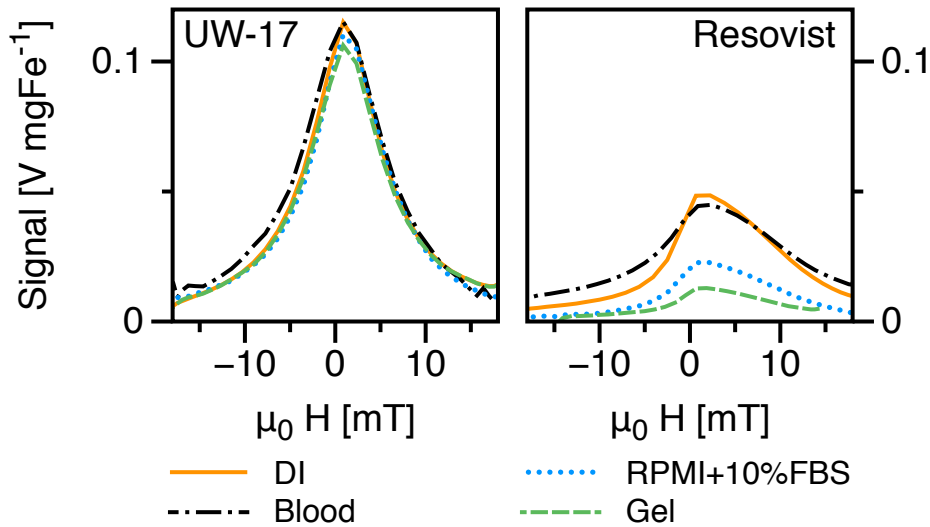 UW-17
Resovist
Signal [V mgFe⁻¹]
0.1
0
0.1
0
−10 0 10
−10 0 10
μ₀ H [mT]
μ₀ H [mT]
DI
RPMI+10%FBS
Blood
Gel